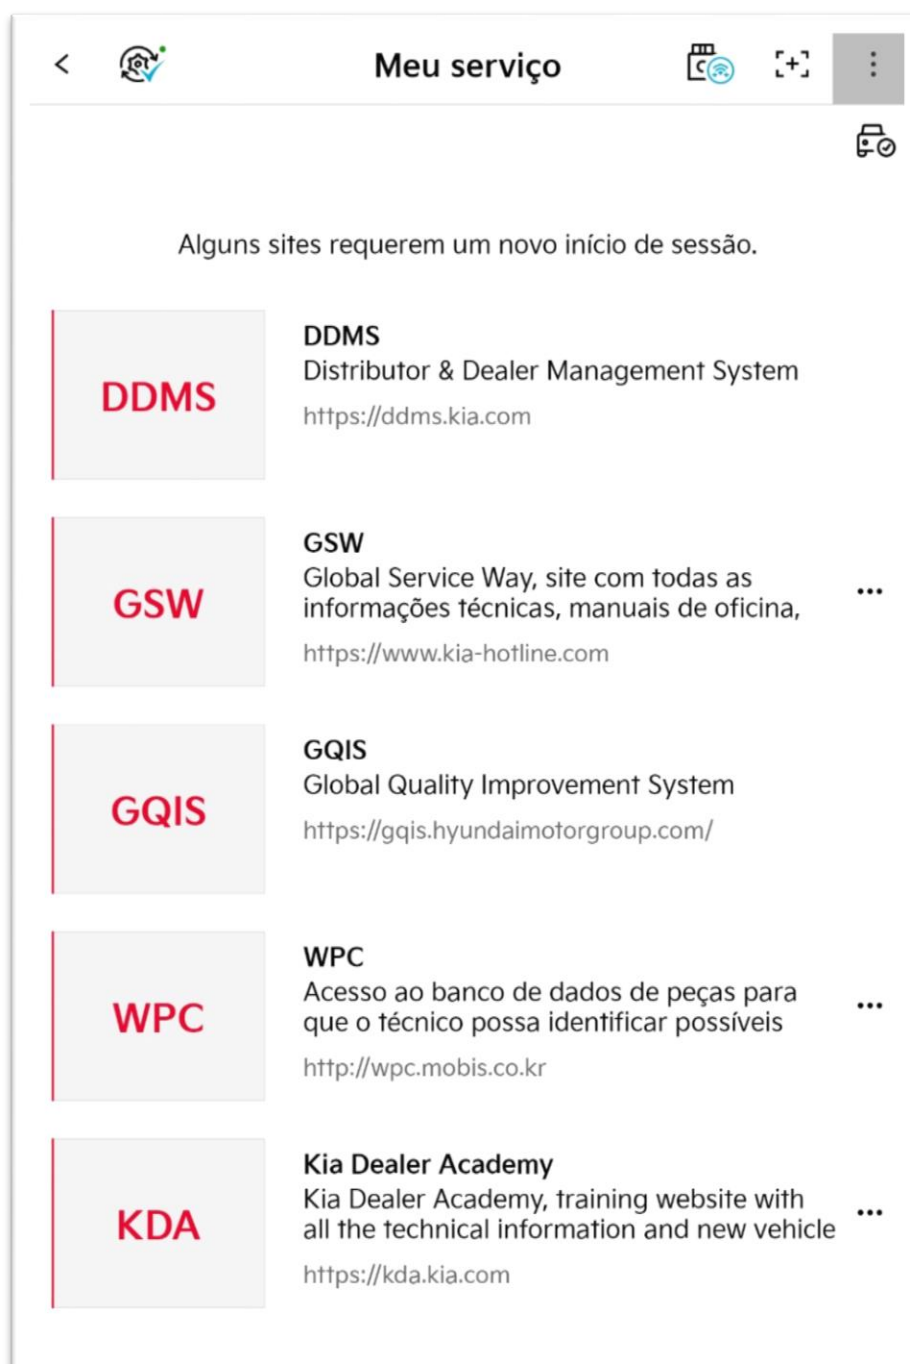 Meu serviço
Alguns sites requerem um novo início de sessão.
DDMS
DDMS
Distributor & Dealer Management System
https://ddms.kia.com
GSW
GSW
Global Service Way, site com todas as
informações técnicas, manuais de oficina,
https://www.kia-hotline.com
GQIS
GQIS
Global Quality Improvement System
https://gqis.hyundaimotorgroup.com/
WPC
WPC
Acesso ao banco de dados de peças para
que o técnico possa identificar possíveis
http://wpc.mobis.co.kr
KDA
Kia Dealer Academy
Kia Dealer Academy, training website with
all the technical information and new vehicle
https://kda.kia.com